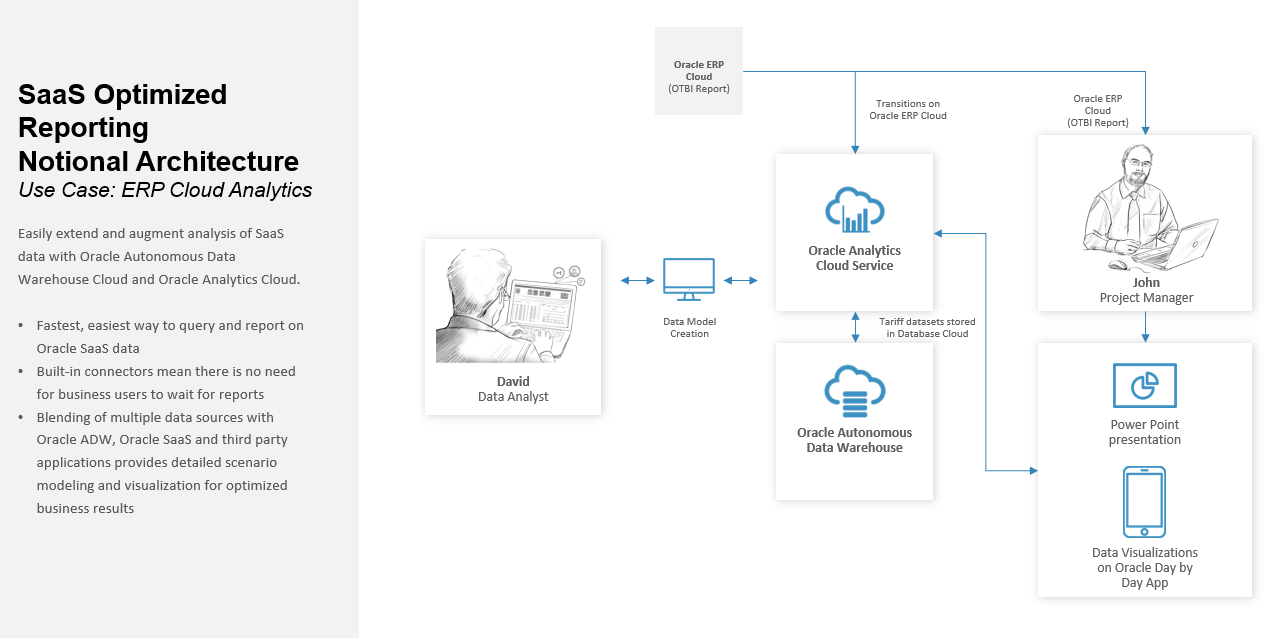 SaaS Optimized
Reporting
Notional Architecture
Use Case: ERP Cloud Analytics
Easily extend and augment analysis of SaaS
data with Oracle Autonomous Data
Warehouse Cloud and Oracle Analytics Cloud.
• Fastest, easiest way to query and report on
Oracle SaaS data
• Built-in connectors mean there is no need
for business users to wait for reports
• Blending of multiple data sources with
Oracle ADW, Oracle SaaS and third party
applications provides detailed scenario
modeling and visualization for optimized
business results
Oracle ERP
Cloud
(OTBI Report)
Transitions on
Oracle ERP Cloud
Oracle ERP
Cloud
(OTBI Report)
David
Data Analyst
Data Model
Creation
Oracle Analytics
Cloud Service
Tariff datasets stored
in Database Cloud
Oracle Autonomous
Data Warehouse
John
Project Manager
Power Point
presentation
Data Visualizations
on Oracle Day by
Day App